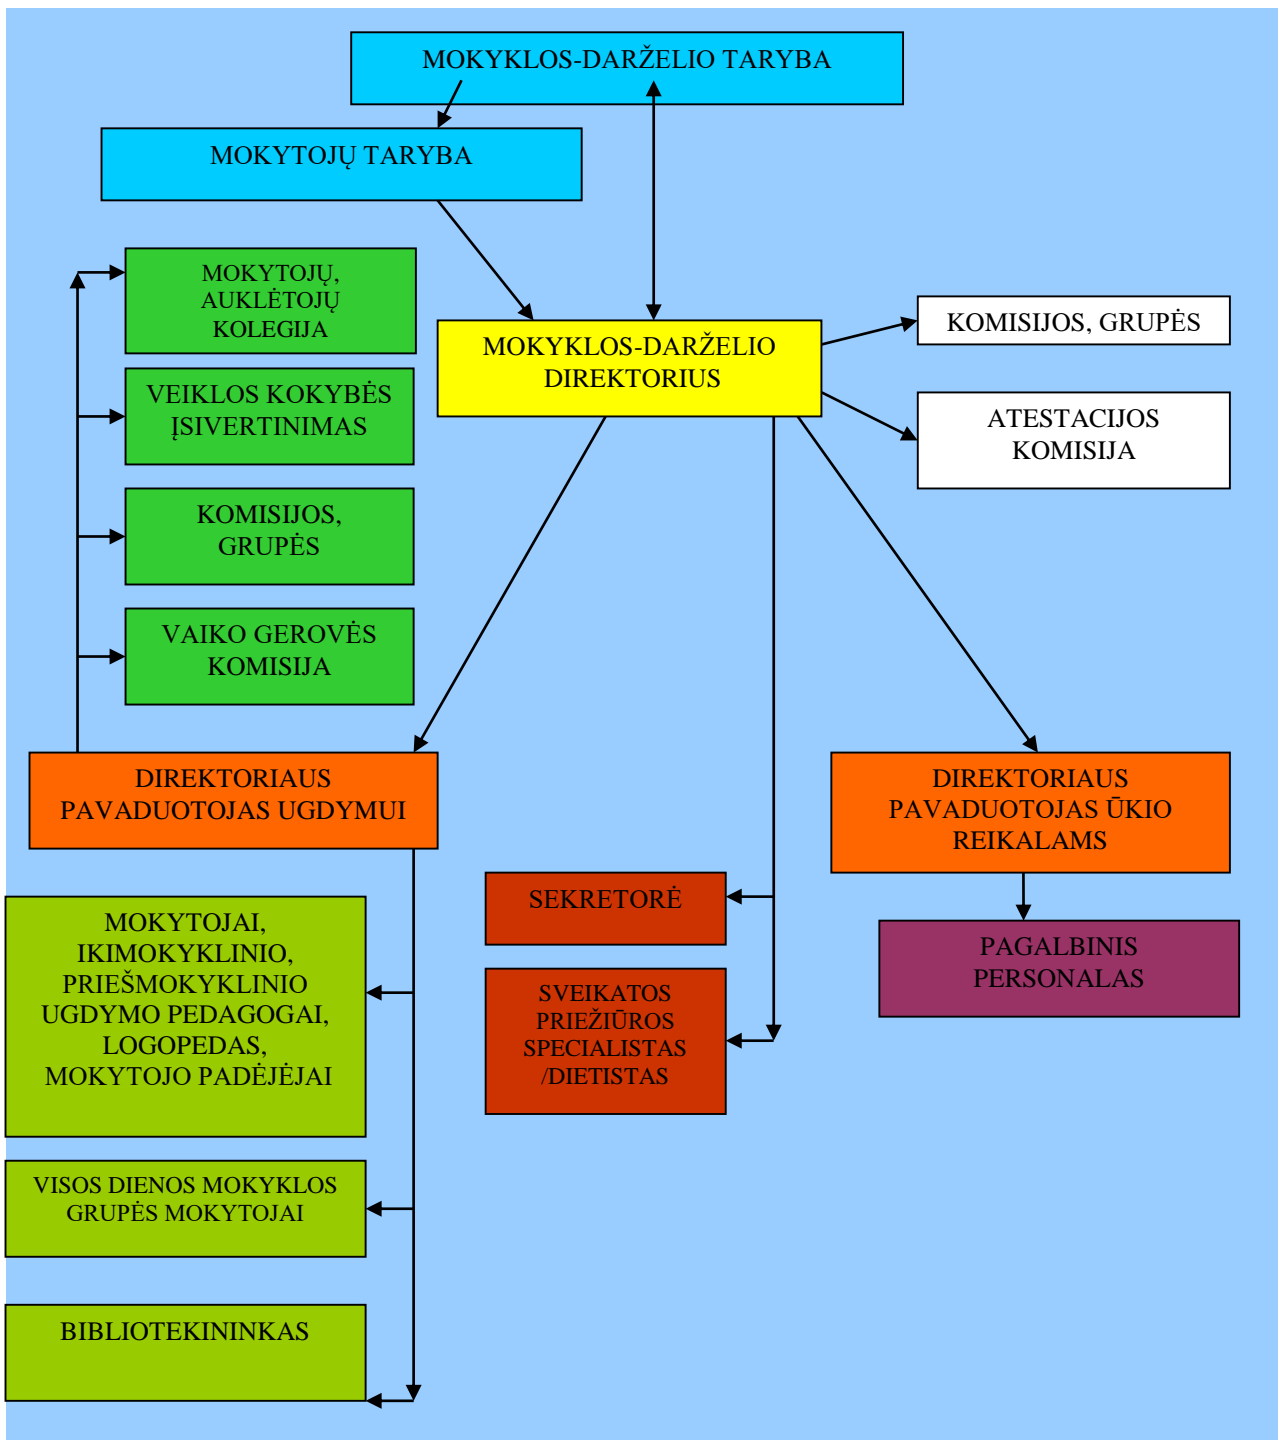 MOKYKLOS-DARŽELIO TARYBA
MOKYTOJŲ TARYBA
MOKYTOJŲ,
AUKLĖTOJŲ
KOLEGIJA
VEIKLOS KOKYBĖS
ĮSIVERTINIMAS
KOMISIJOS,
GRUPĖS
VAIKO GEROVĖS
KOMISIJA
MOKYKLOS-DARŽELIO
DIREKTORIUS
KOMISIJOS, GRUPĖS
ATESTACIJOS
KOMISIJA
DIREKTORIAUS
PAVADUOTOJAS UGDYMUI
DIREKTORIAUS
PAVADUOTOJAS ŪKIO
REIKALAMS
MOKYTOJAI,
IKIMOKYKLINIO,
PRIEŠMOKYKLINIO
UGDYMO PEDAGOGAI,
LOGOPEDAS,
MOKYTOJO PADĖJĖJAI
SEKRETORĖ
SVEIKATOS
PRIEŽIŪROS
SPECIALISTAS
/DIETISTAS
PAGALBINIS
PERSONALAS
VISOS DIENOS MOKYKLOS
GRUPĖS MOKYTOJAI
BIBLIOTEKININKAS